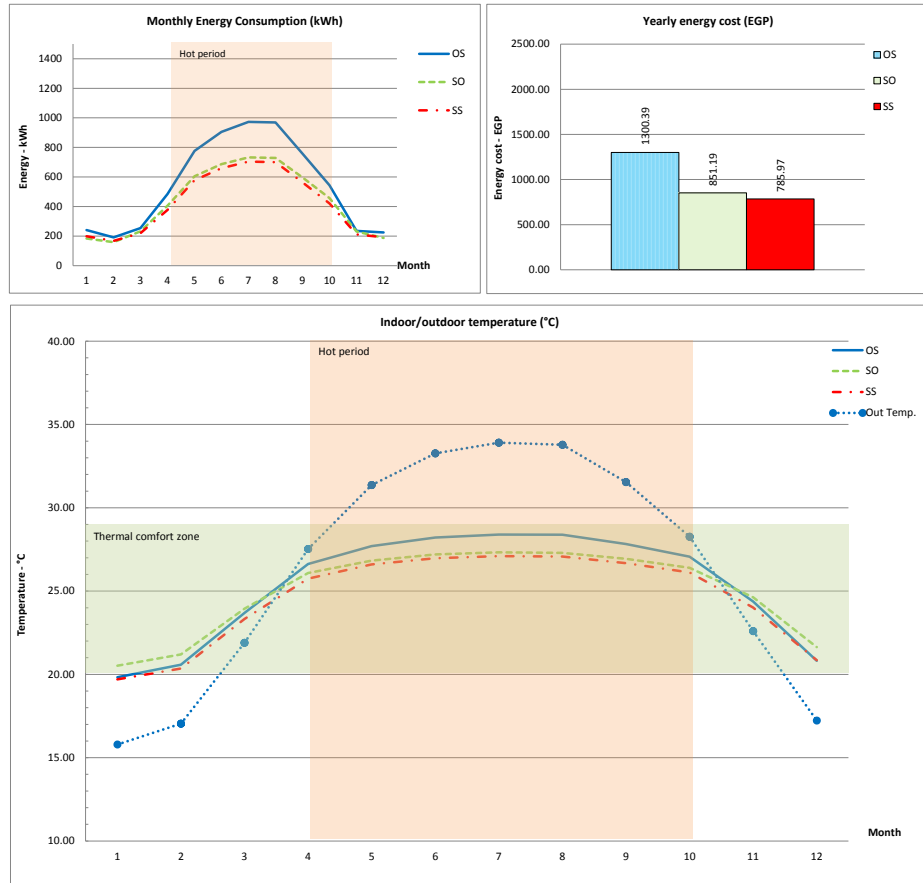 Monthly Energy Consumption (kWh)
Hot period
1400
1200
1000
800
600
400
200
0
Energy - kWh
1 2 3 4 5 6 7 8 9 10 11 12
Month
OS
SO
SS
Yearly energy cost (EGP)
2500.00
2000.00
1500.00
1000.00
500.00
0.00
Energy cost - EGP
1300.39
851.19
785.97
OS
SO
SS
Indoor/outdoor temperature (°C)
Hot period
Thermal comfort zone
40.00
35.00
30.00
25.00
20.00
15.00
10.00
Temperature - °C
1 2 3 4 5 6 7 8 9 10 11 12
Month
OS
SO
SS
Out Temp.